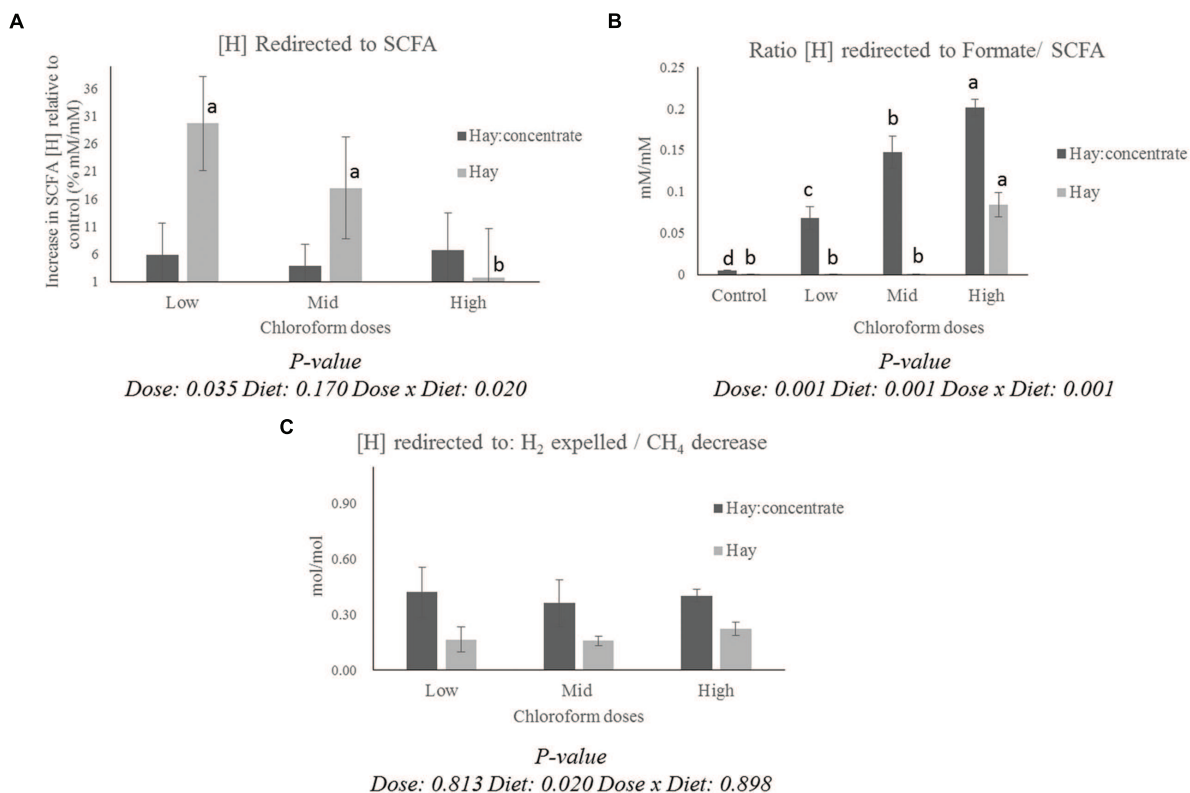 A
[H] Redirected to SCFA
Increase in SCFA [H] relative to
control (% mM/mM)
36
31
26
21
16
11
6
1
a
a
b
Hay:concentrate
Hay
Low Mid High
Chloroform doses
P-value
Dose: 0.035 Diet: 0.170 Dose x Diet: 0.020
B
Ratio [H] redirected to Formate/ SCFA
mM/mM
0.25
0.2
0.15
0.1
0.05
0
d b
c b
b b
a a
Hay:concentrate
Hay
Control Low Mid High
Chloroform doses
P-value
Dose: 0.001 Diet: 0.001 Dose x Diet: 0.001
C
[H] redirected to: H₂ expelled / CH₄ decrease
mol/mol
0.90
0.60
0.30
0.00
Hay:concentrate
Hay
Low Mid High
Chloroform doses
P-value
Dose: 0.813 Diet: 0.020 Dose x Diet: 0.898